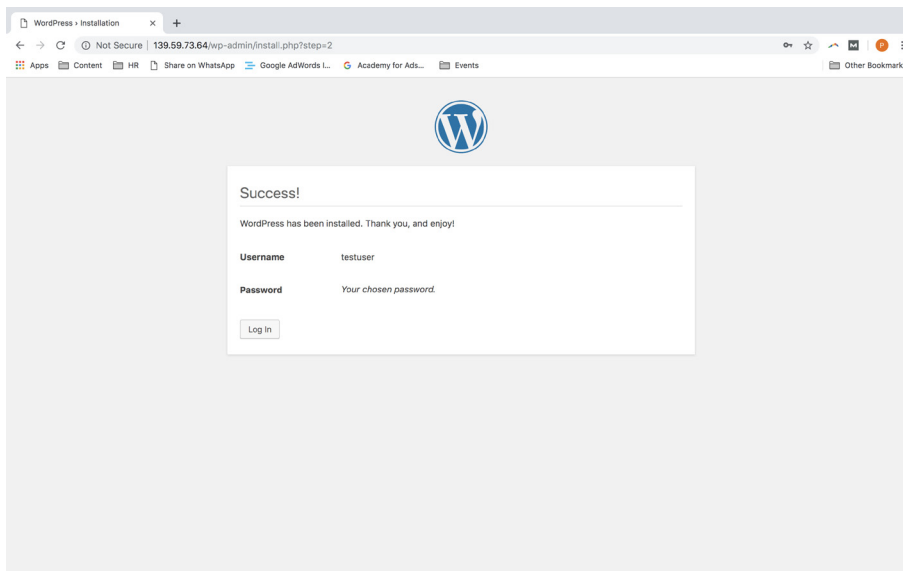 WordPress › Installation
Not Secure | 139.59.73.64/wp-admin/install.php?step=2
Apps Content HR Share on WhatsApp Google AdWords I... Academy for Ads... Events Other Bookmark
Success!
WordPress has been installed. Thank you, and enjoy!
Username testuser
Password Your chosen password.
Log In